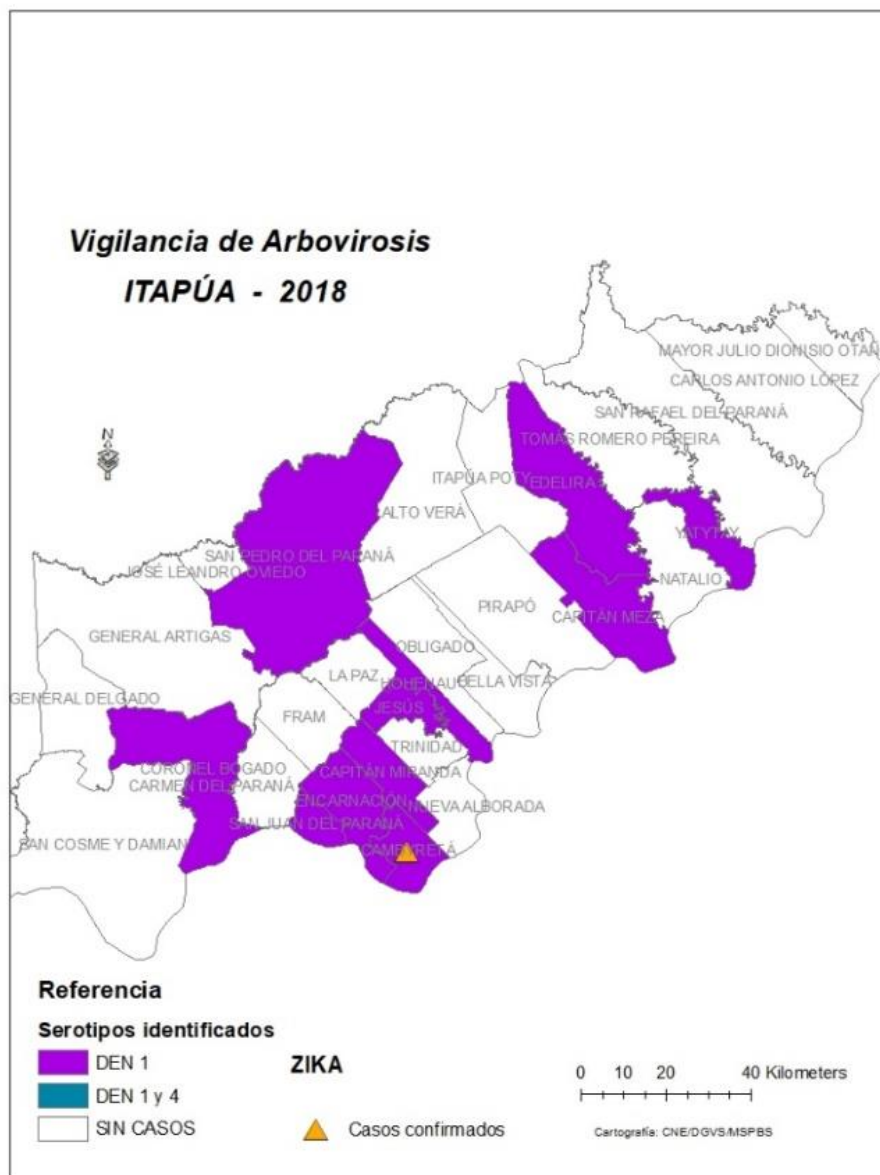 Vigilancia de Arbovirosis
ITAPÚA - 2018
N
MAYOR JULIO DIONISIO OTAÑ
CARLOS ANTONIO LÓPEZ
SAN RAFAEL DEL PARANÁ
TOMÁS ROMERO PEREIRA
ITAPÚA POTY
EDELIRA
ALTO VERÁ
YATYTAY
SAN PEDRO DEL PARANÁ
JOSÉ LEANDRO OVIEDO
NATALIO
PIRAPÓ
CAPITÁN MEZA
GENERAL ARTIGAS
OBLIGADO
LA PAZ
HOHENAU
BELLA VISTA
GENERAL DELGADO
JESÚS
FRAM
TRINIDAD
CORONEL BOGADO
CAPITÁN MIRANDA
CARMEN DEL PARANÁ
ENCARNACIÓN
NUEVA ALBORADA
SAN JUAN DEL PARANÁ
SAN COSME Y DAMIAN
CAMBYRETÁ
Referencia
Serotipos identificados
DEN 1
DEN 1 y 4
SIN CASOS
ZIKA
Casos confirmados
0 10 20 40 Kilometers
Cartografía: CNE/DGVS/MSPBS